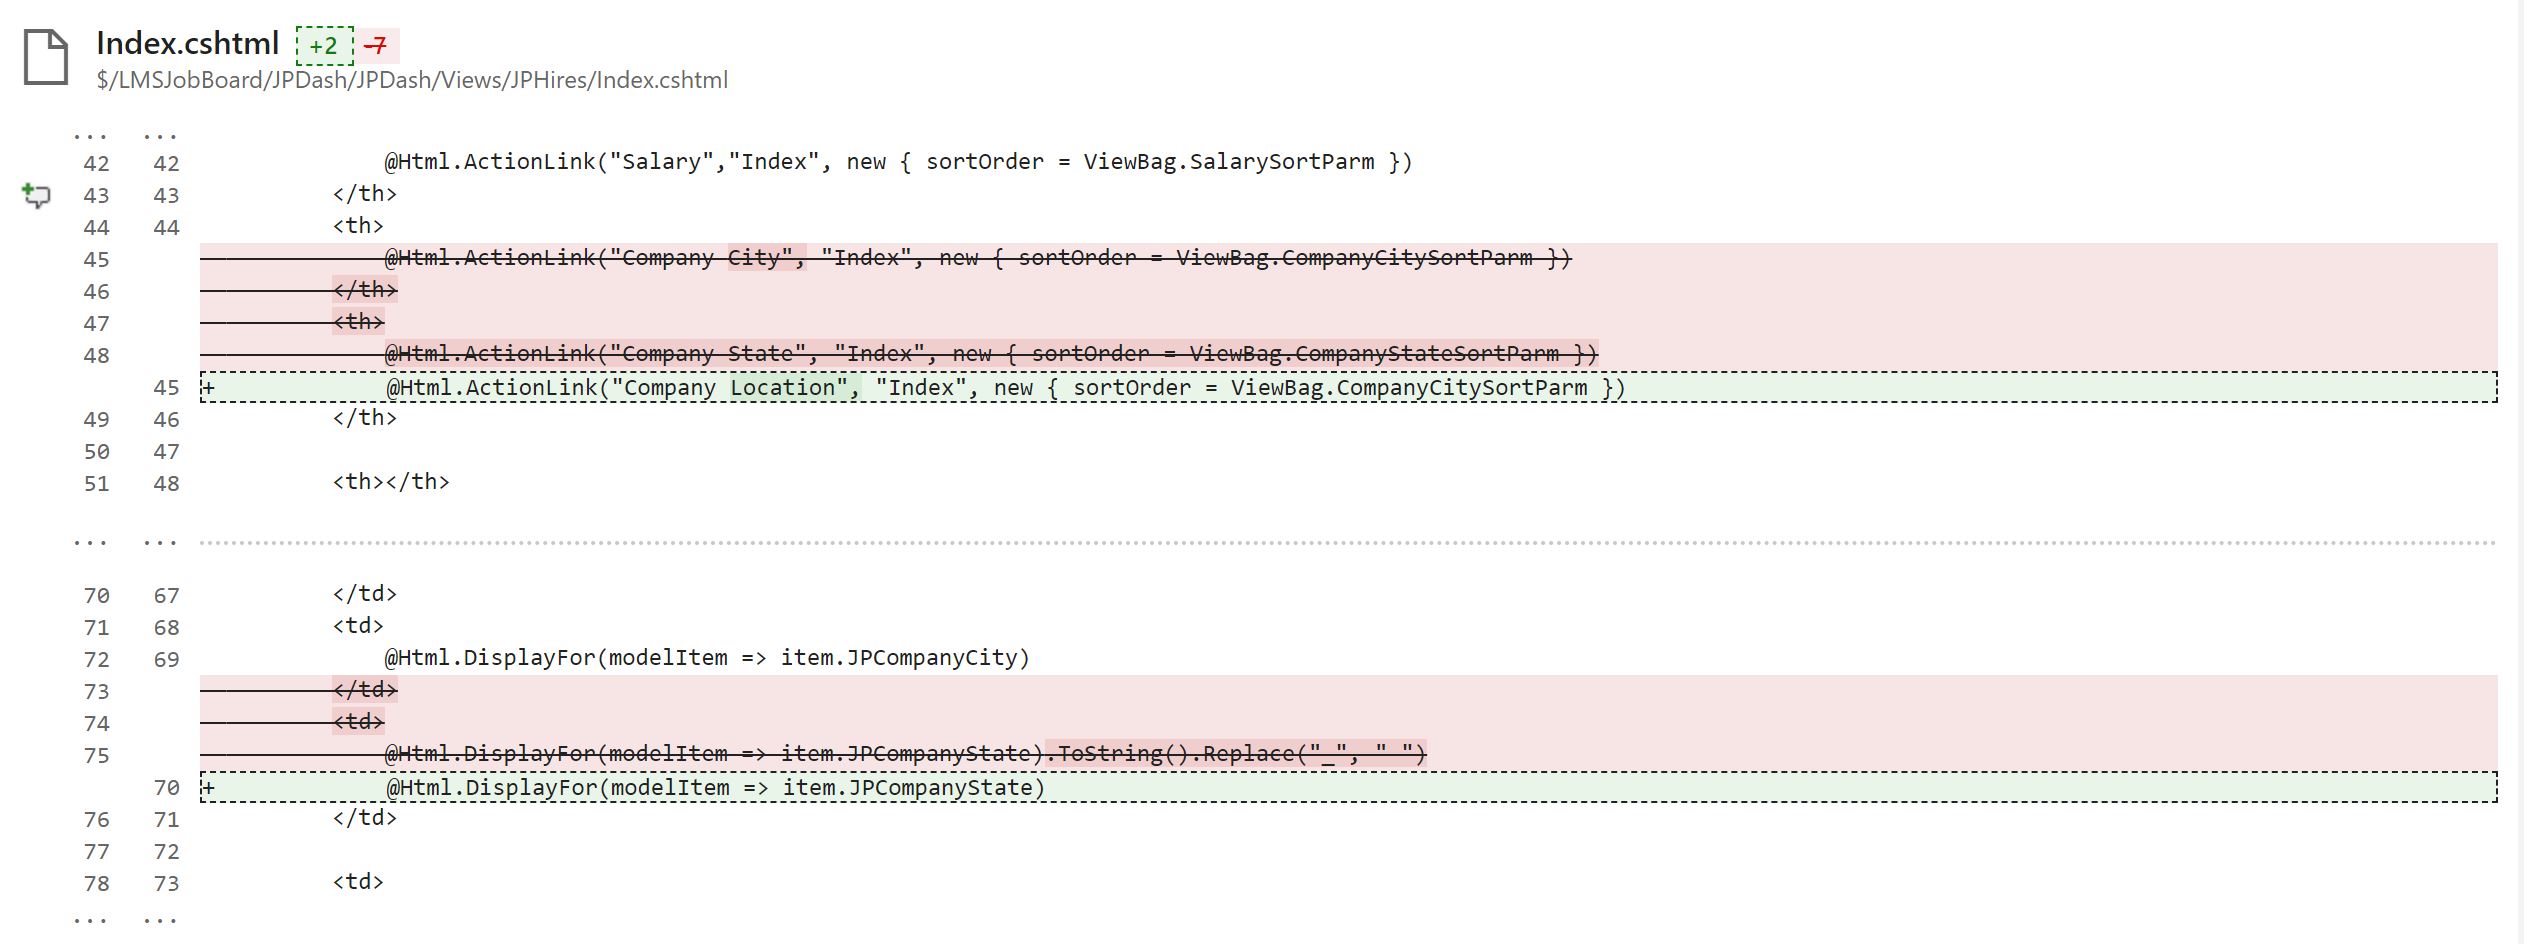 Index.cshtml +2 -7
$/LMSJobBoard/JPDash/JPDash/Views/JPHires/Index.cshtml
... ...
42 42 @Html.ActionLink("Salary","Index", new { sortOrder = ViewBag.SalarySortParm })
43 43 </th>
44 44 <th>
45 @Html.ActionLink("Company City", "Index", new { sortOrder = ViewBag.CompanyCitySortParm })
46 </th>
47 <th>
48 @Html.ActionLink("Company State", "Index", new { sortOrder = ViewBag.CompanyStateSortParm })
45 + @Html.ActionLink("Company Location", "Index", new { sortOrder = ViewBag.CompanyCitySortParm })
49 46 </th>
50 47
51 48 <th></th>
... ...
70 67 </td>
71 68 <td>
72 69 @Html.DisplayFor(modelItem => item.JPCompanyCity)
73 </td>
74 <td>
75 @Html.DisplayFor(modelItem => item.JPCompanyState).ToString().Replace("_", " ")
70 + @Html.DisplayFor(modelItem => item.JPCompanyState)
76 71 </td>
77 72
78 73 <td>
... ...